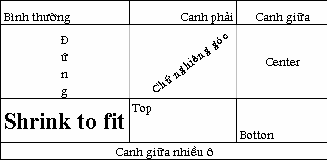 Bình thường
Canh phải
Canh giữa
Đ
ứ
n
g
Chữ nghiêng góc
Center
Shrink to fit
Top
Botton
Canh giữa nhiều ô